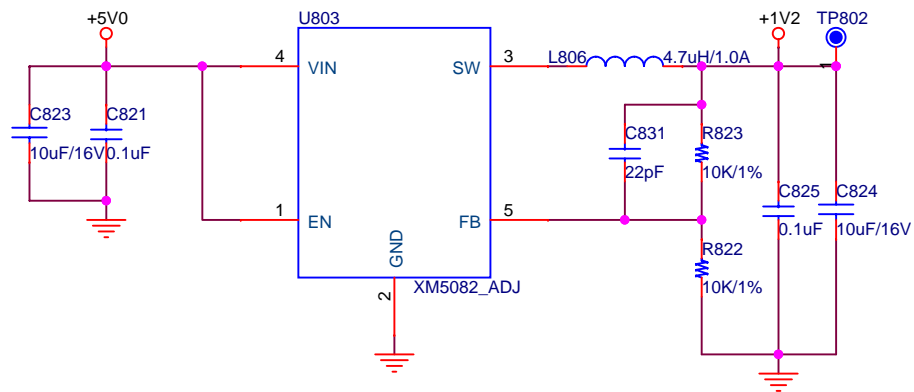 +5V0
U803
+1V2
TP802
4
VIN
SW
3
L806
4.7uH/1.0A
1
C823
10uF/16V
C821
0.1uF
C831
22pF
R823
10K/1%
1
EN
FB
5
C825
0.1uF
C824
10uF/16V
GND
2
XM5082_ADJ
R822
10K/1%